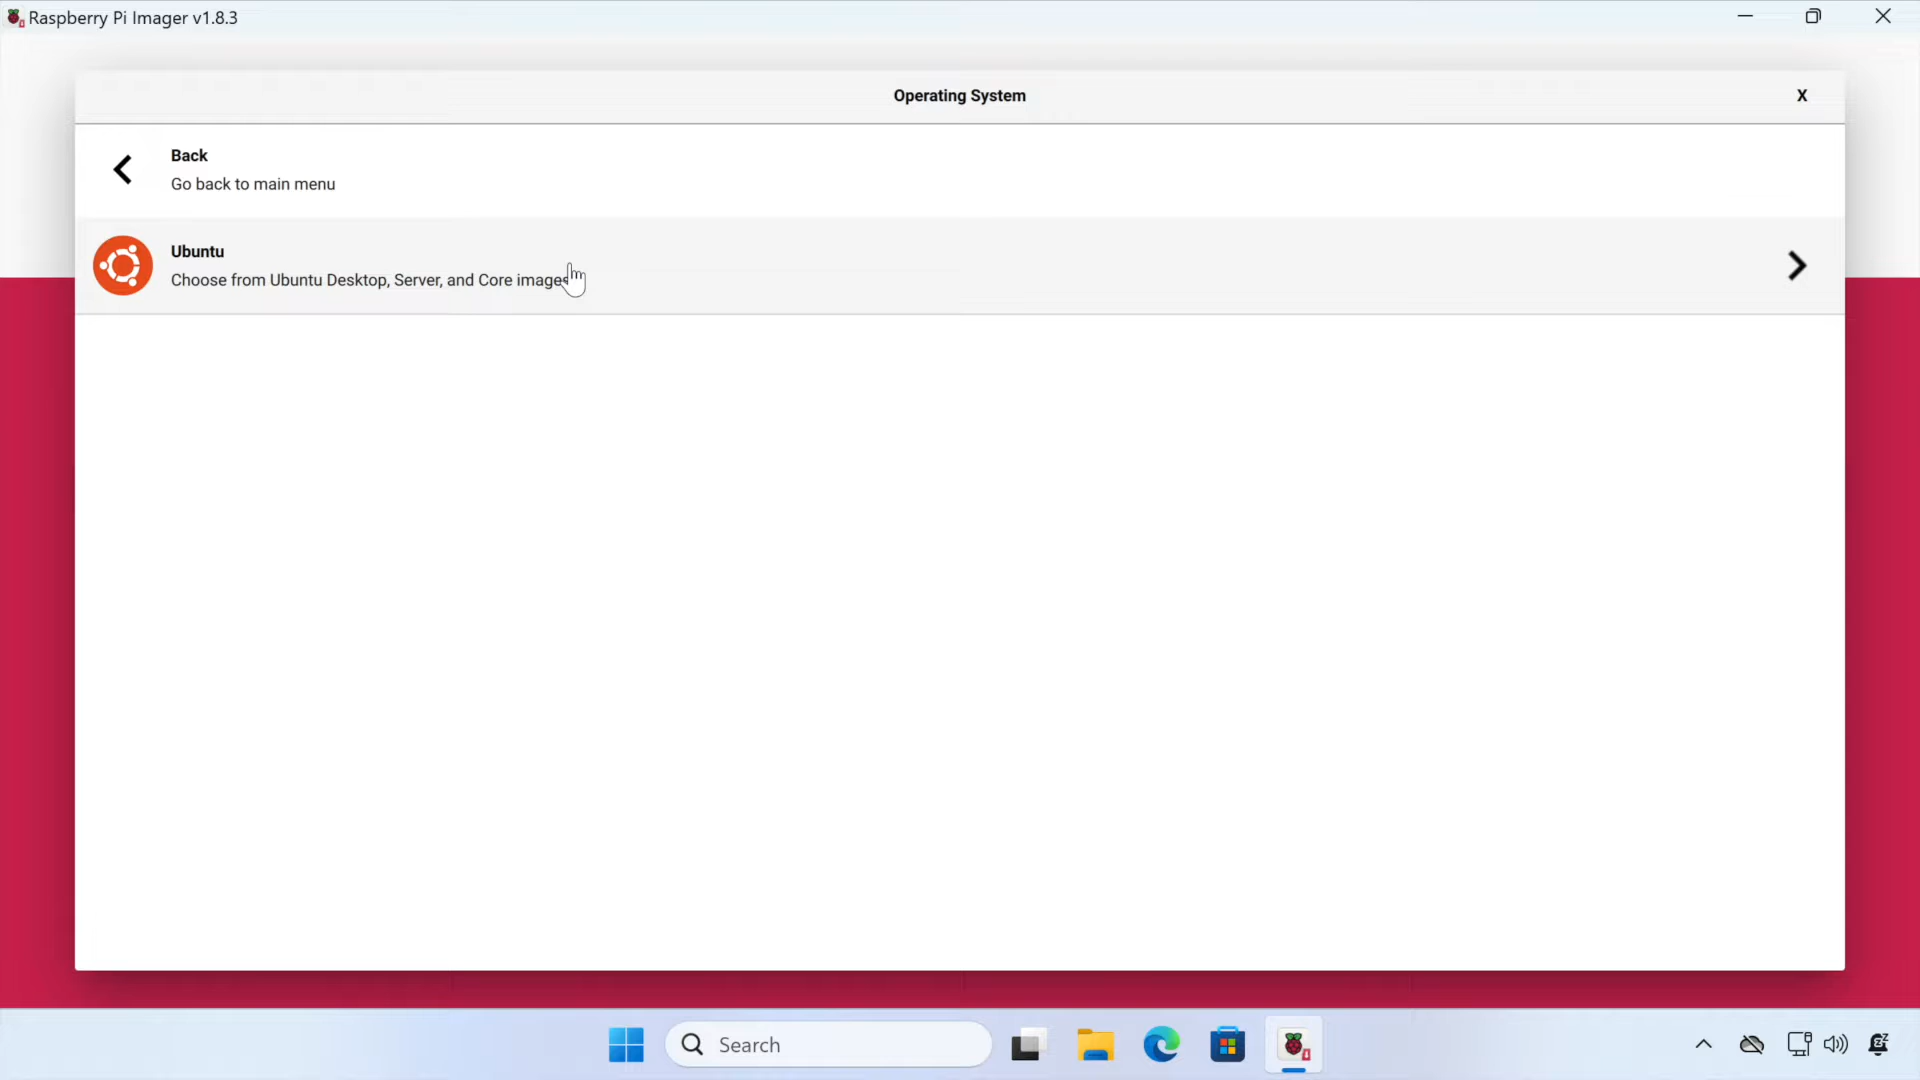 Raspberry Pi Imager v1.8.3
Operating System
X
Back
Go back to main menu
Ubuntu
Choose from Ubuntu Desktop, Server, and Core images
Search